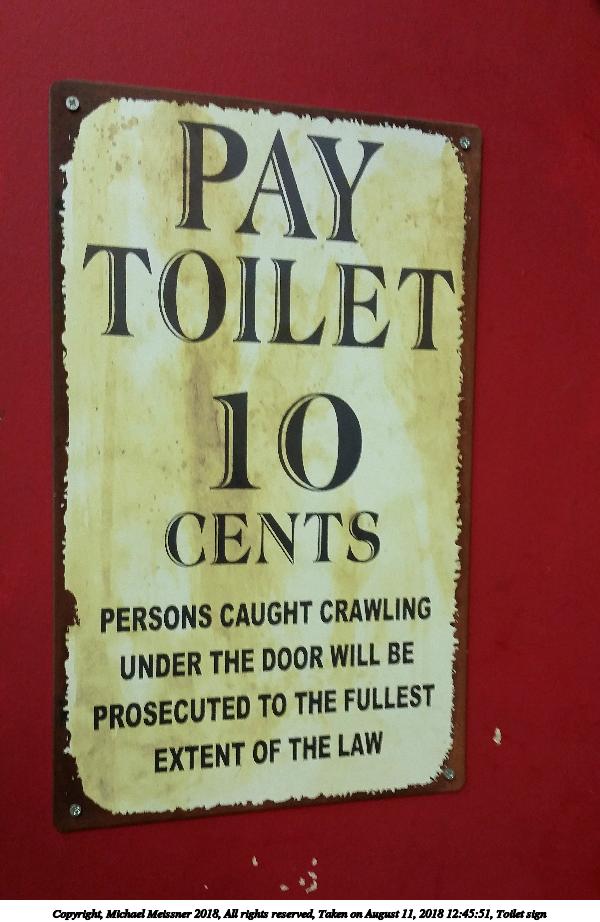 PAY
TOILET
10
CENTS
PERSONS CAUGHT CRAWLING
UNDER THE DOOR WILL BE
PROSECUTED TO THE FULLEST
EXTENT OF THE LAW
Copyright, Michael Meissner 2018, All rights reserved, Taken on August 11, 2018 12:45:51, Toilet sign